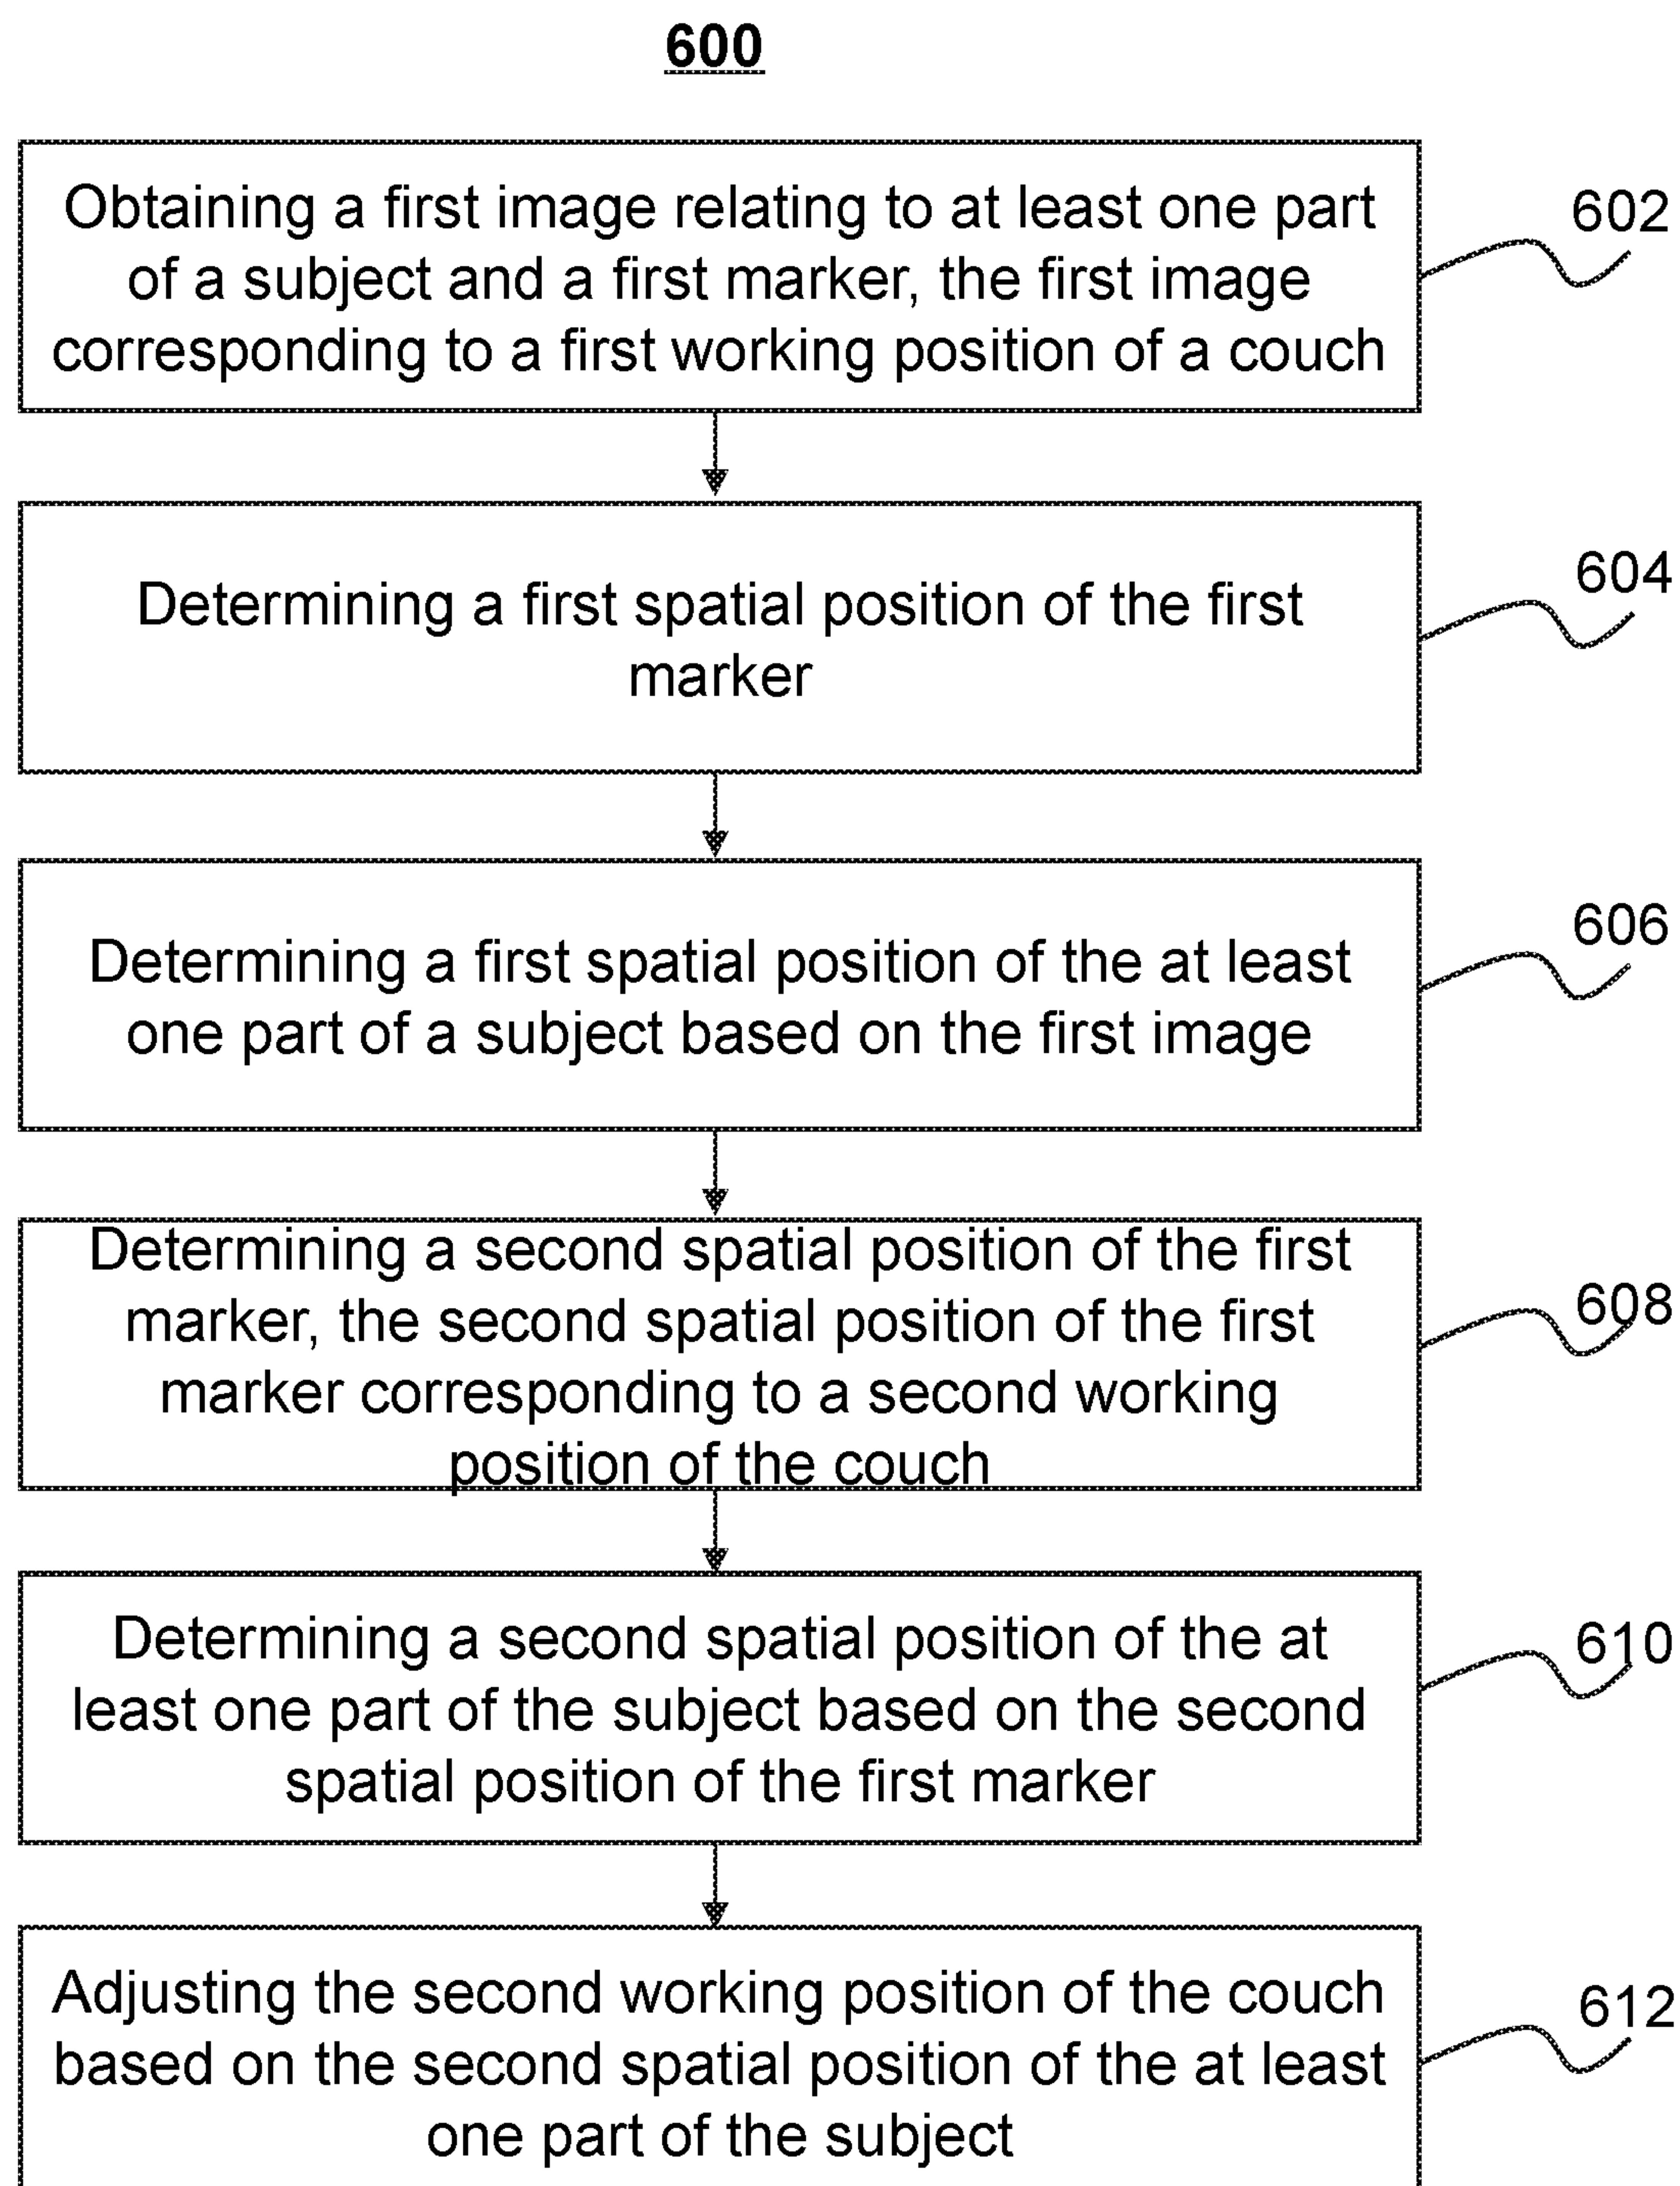 600
Obtaining a first image relating to at least one part
of a subject and a first marker, the first image
corresponding to a first working position of a couch
602
Determining a first spatial position of the first
marker
604
Determining a first spatial position of the at least
one part of a subject based on the first image
606
Determining a second spatial position of the first
marker, the second spatial position of the first
marker corresponding to a second working
position of the couch
608
Determining a second spatial position of the at
least one part of the subject based on the second
spatial position of the first marker
610
Adjusting the second working position of the couch
based on the second spatial position of the at least
one part of the subject
612